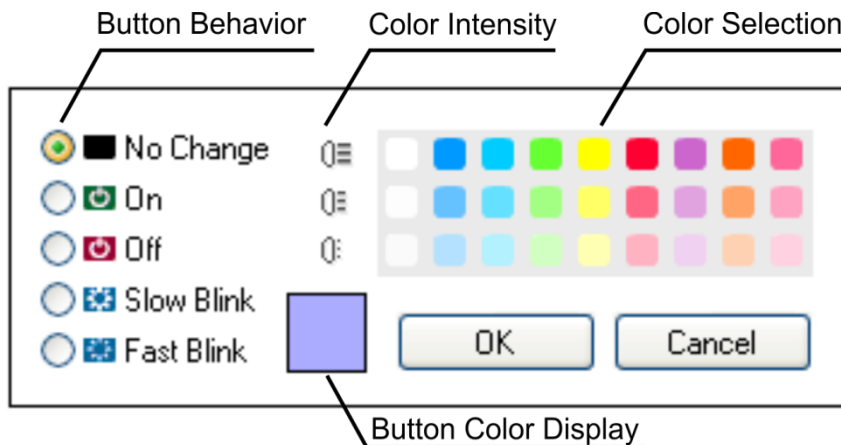 Button Behavior
Color Intensity
Color Selection
No Change
On
Off
Slow Blink
Fast Blink
OK
Cancel
Button Color Display